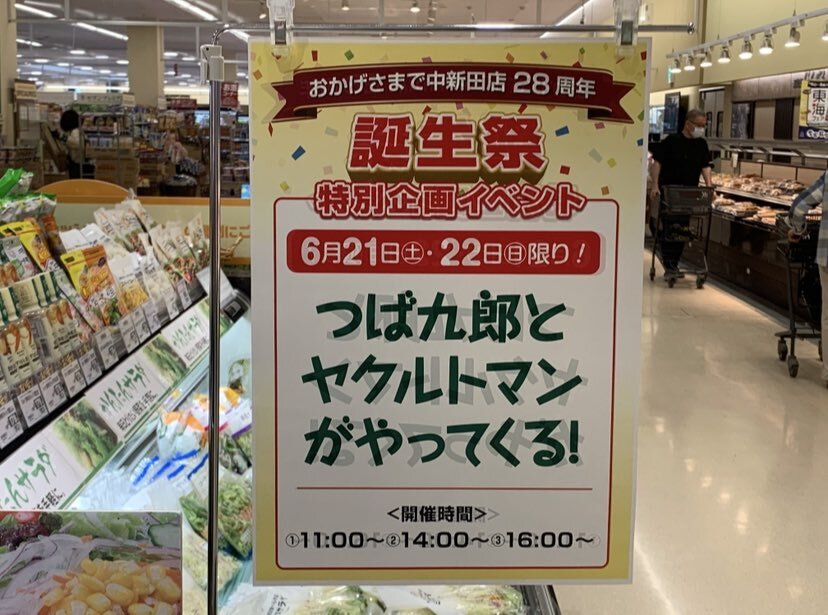 おかげさまで中新田店 28周年
誕生祭
特別企画イベント
6月21日㊏・22日㊐限り!
つば九郎と
ヤクルトマン
がやってくる!
<開催時間>
①11:00〜②14:00〜③16:00〜
東海